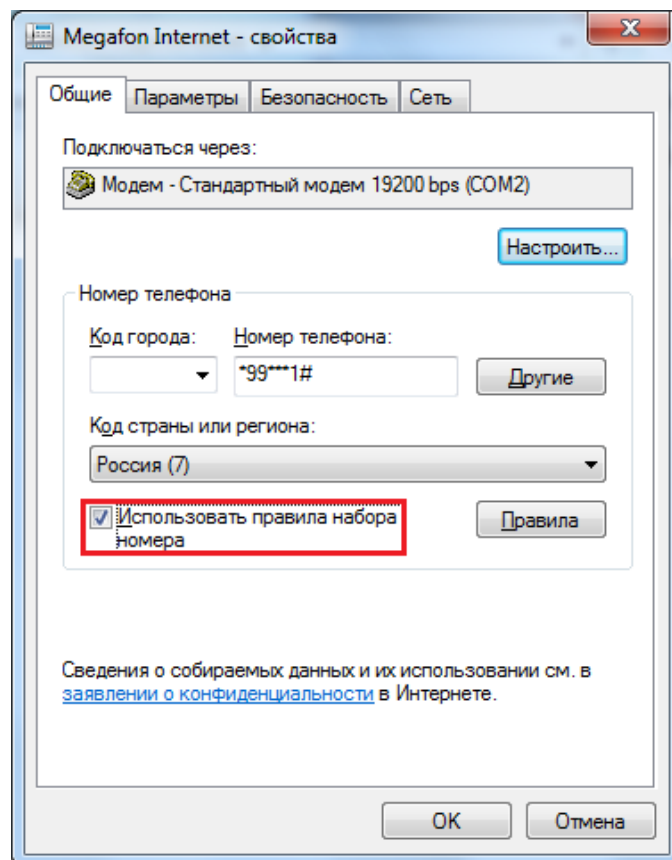 Megafon Internet - свойства
Общие Параметры Безопасность Сеть
Подключаться через:
Модем - Стандартный модем 19200 bps (COM2)
Настроить...
Номер телефона
Код города: Номер телефона:
*99***1# Другие
Код страны или региона:
Россия (7)
Использовать правила набора
номера
Правила
Сведения о собираемых данных и их использовании см. в
заявлении о конфиденциальности в Интернете.
OK Отмена